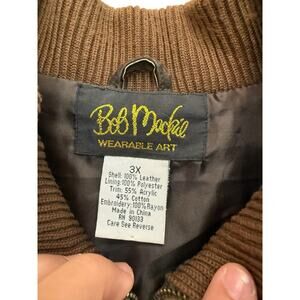 Bob Mackie
WEARABLE ART
3X
Shell: 100% Leather
Lining: 100% Polyester
Trim: 55% Acrylic
45% Cotton
Embroidery: 100% Rayon
Made in China
RN 90133
Care See Reverse